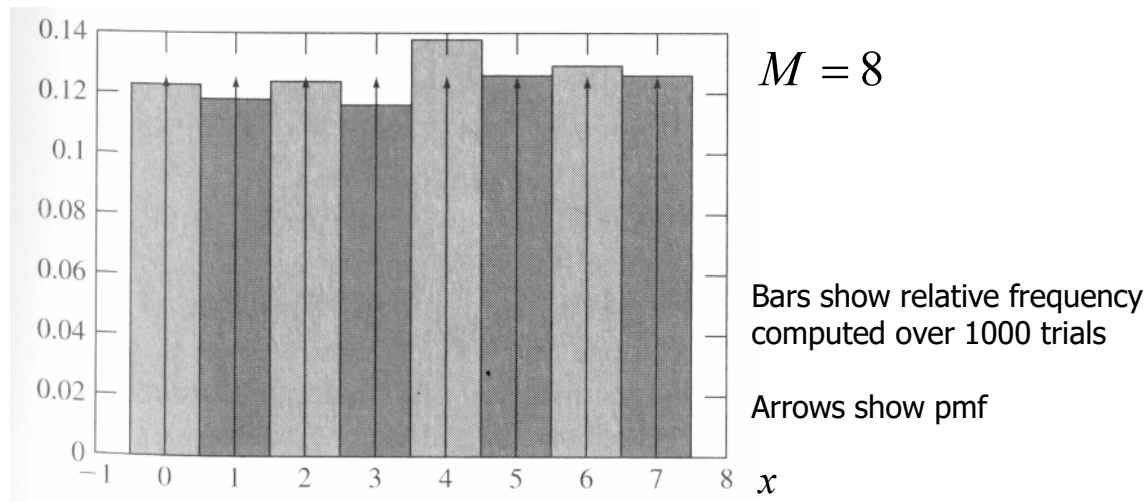 0.14
0.12
0.1
0.08
0.06
0.04
0.02
0
−1 0 1 2 3 4 5 6 7 8 x
M = 8
Bars show relative frequency
computed over 1000 trials
Arrows show pmf